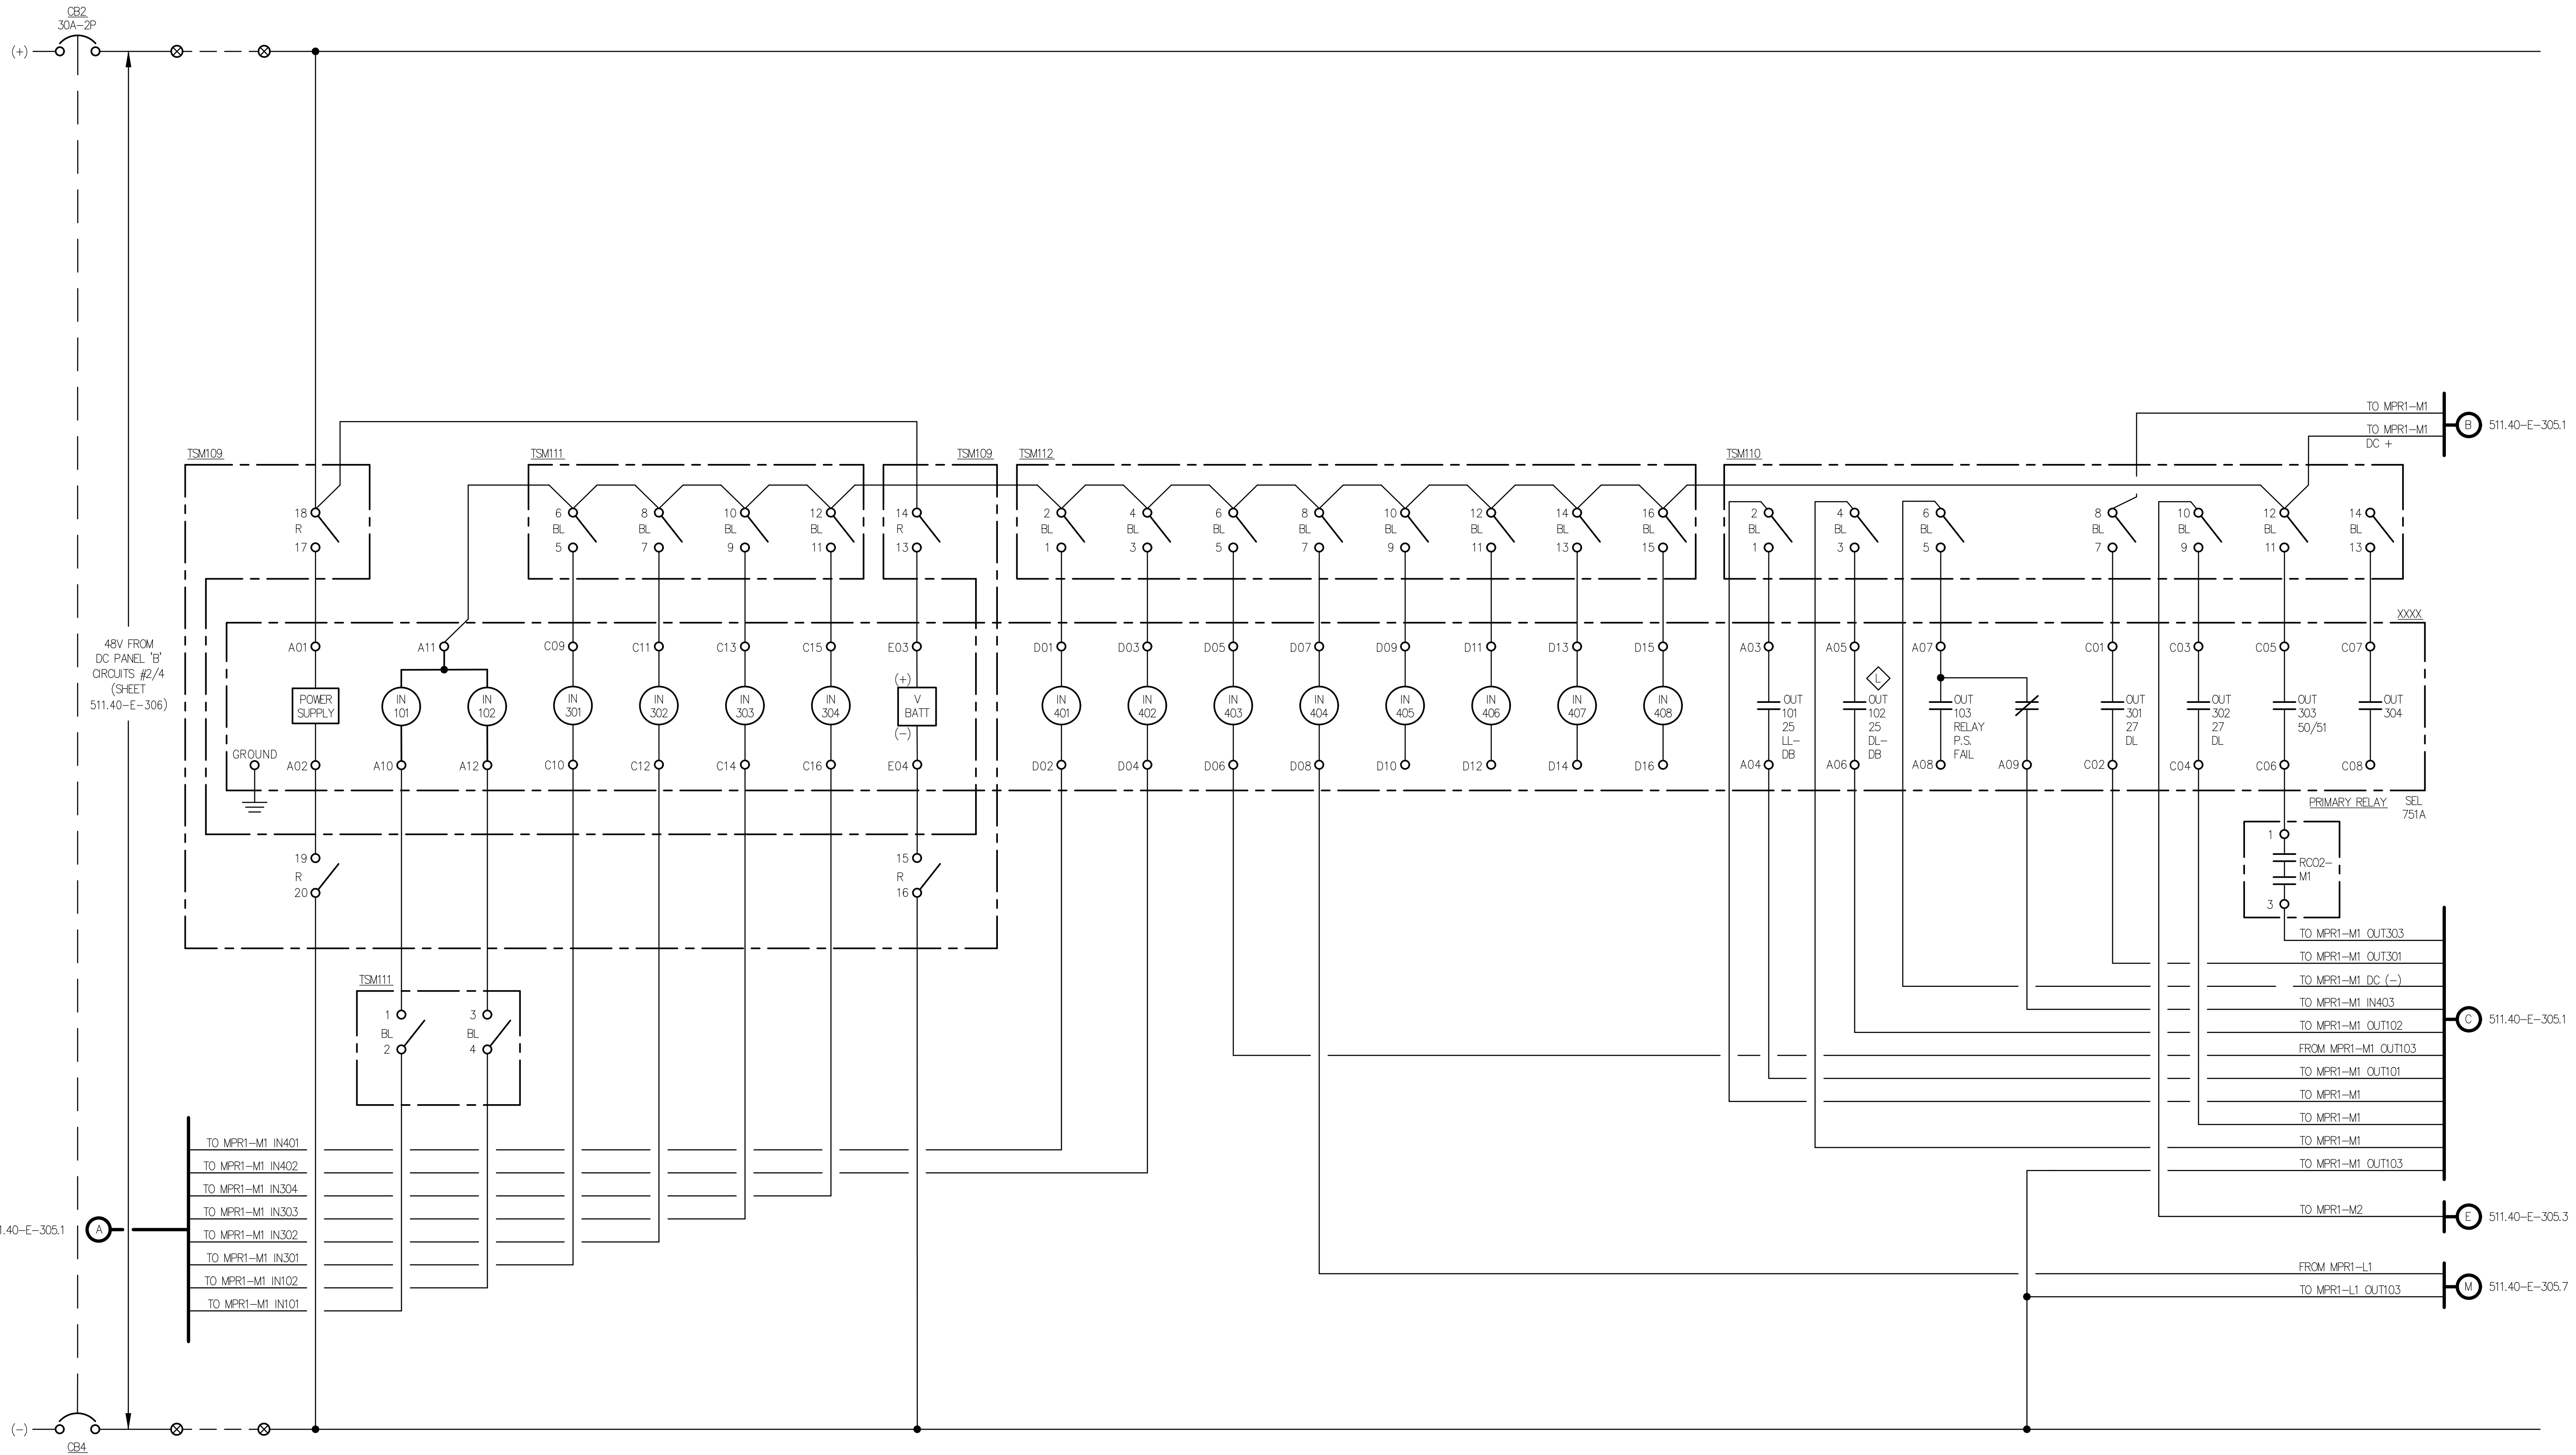 CB2
30A-2P
(+)
TO MPR1-M1
TO MPR1-M1
DC +
B
511.40-E-305.1
TSM109
TSM111
TSM109
TSM112
TSM110
18
R
17
6
BL
5
8
BL
7
10
BL
9
12
BL
11
14
R
13
2
BL
1
4
BL
3
6
BL
5
8
BL
7
10
BL
9
12
BL
11
14
BL
13
16
BL
15
2
BL
1
4
BL
3
6
BL
5
8
BL
7
10
BL
9
12
BL
11
14
BL
13
XXXX
48V FROM
DC PANEL 'B'
CIRCUITS #2/4
(SHEET
511.40-E-306)
A01
A11
C09
C11
C13
C15
E03
D01
D03
D05
D07
D09
D11
D13
D15
A03
A05
A07
C01
C03
C05
C07
POWER
SUPPLY
IN
101
IN
102
IN
301
IN
302
IN
303
IN
304
(+)
V
BATT
(-)
IN
401
IN
402
IN
403
IN
404
IN
405
IN
406
IN
407
IN
408
OUT
101
25
LL-
DB
L
OUT
102
25
DL-
DB
OUT
103
RELAY
P.S.
FAIL
OUT
301
27
DL
OUT
302
27
DL
OUT
303
50/51
OUT
304
GROUND
A02
A10
A12
C10
C12
C14
C16
E04
D02
D04
D06
D08
D10
D12
D14
D16
A04
A06
A08
A09
C02
C04
C06
C08
PRIMARY RELAY
SEL
751A
19
R
20
15
R
16
1
RCO2-
M1
3
TSM111
1
BL
2
3
BL
4
TO MPR1-M1 OUT303
TO MPR1-M1 OUT301
TO MPR1-M1 DC (-)
TO MPR1-M1 IN403
TO MPR1-M1 OUT102
FROM MPR1-M1 OUT103
TO MPR1-M1 OUT101
TO MPR1-M1
TO MPR1-M1
TO MPR1-M1
TO MPR1-M1 OUT103
C
511.40-E-305.1
TO MPR1-M1 IN401
TO MPR1-M1 IN402
TO MPR1-M1 IN304
TO MPR1-M1 IN303
TO MPR1-M1 IN302
TO MPR1-M1 IN301
TO MPR1-M1 IN102
TO MPR1-M1 IN101
1.40-E-305.1
A
TO MPR1-M2
E
511.40-E-305.3
FROM MPR1-L1
TO MPR1-L1 OUT103
M
511.40-E-305.7
(-)
CB4